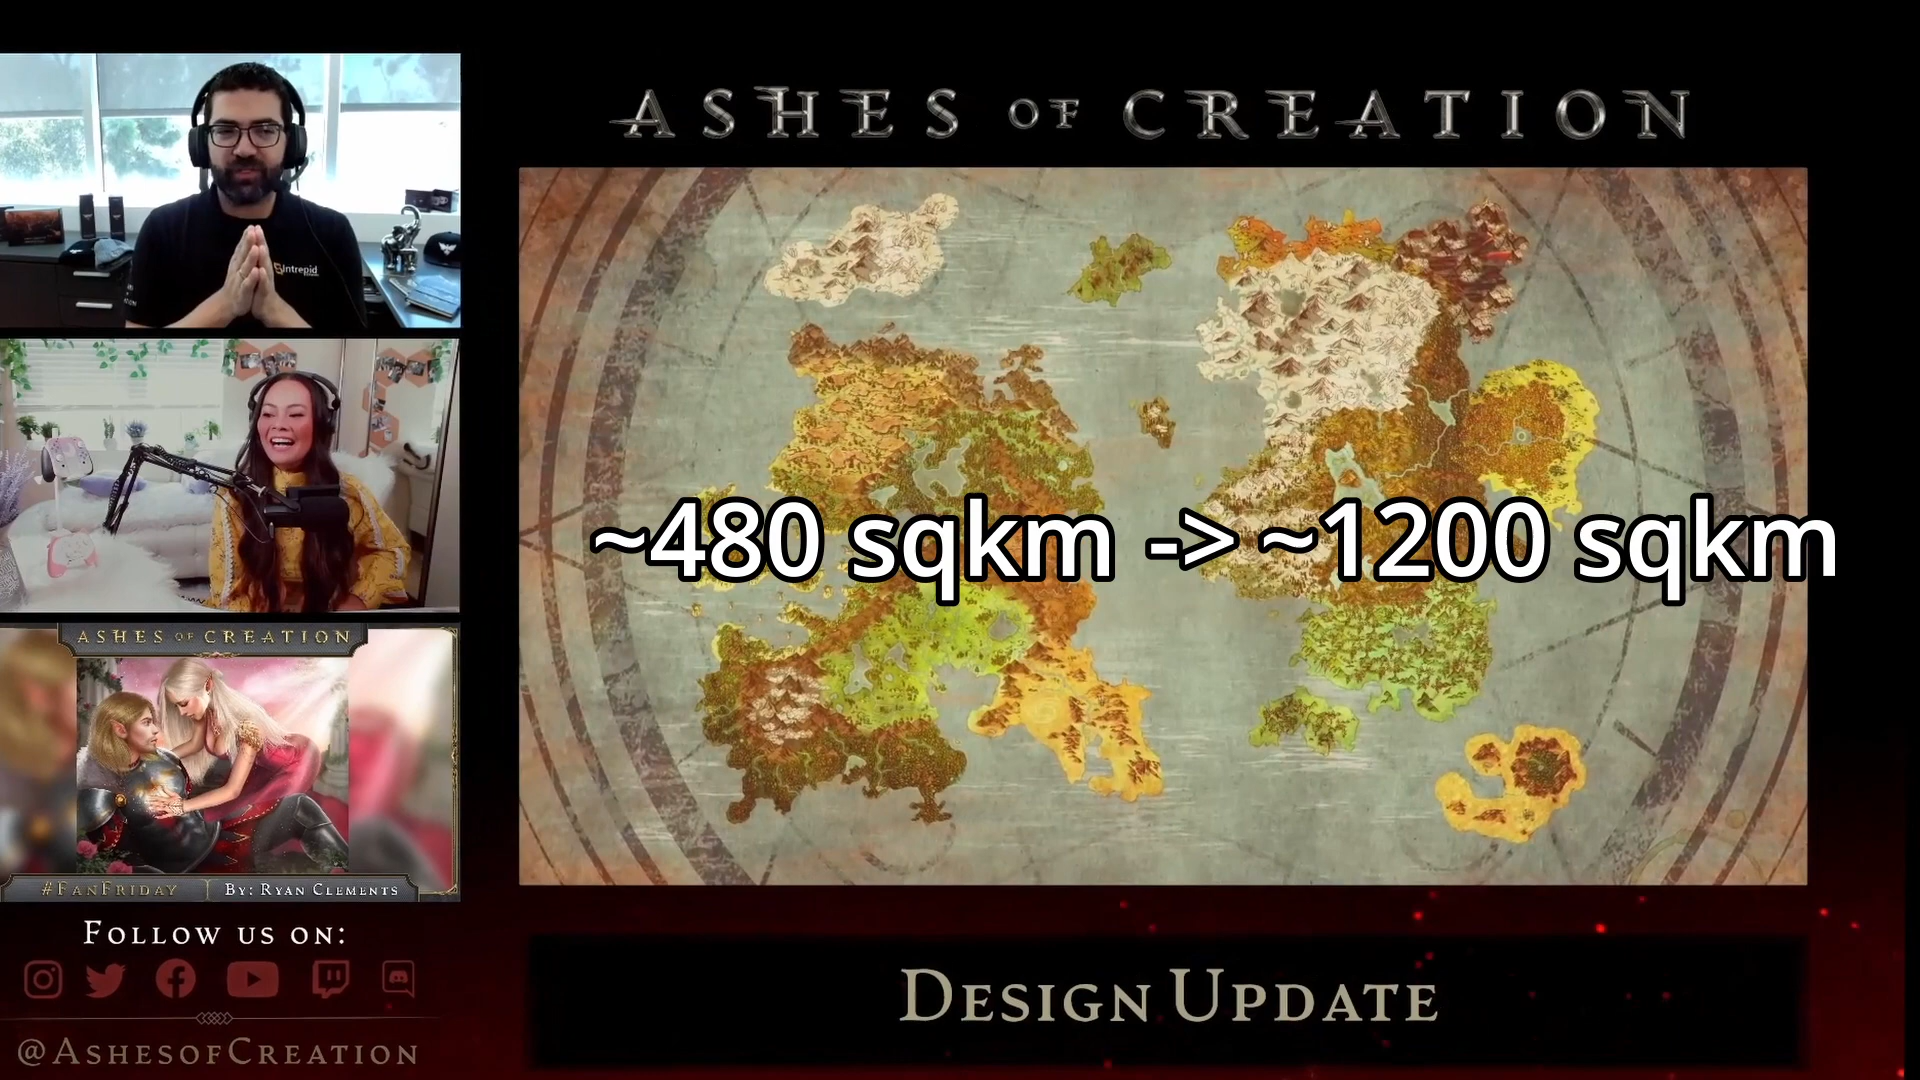 ASHES OF CREATION
Intrepid
~480 sqkm -> ~1200 sqkm
ASHES OF CREATION
#FANFRIDAY
BY: RYAN CLEMENTS
FOLLOW US ON:
@ASHESOFCREATION
DESIGN UPDATE